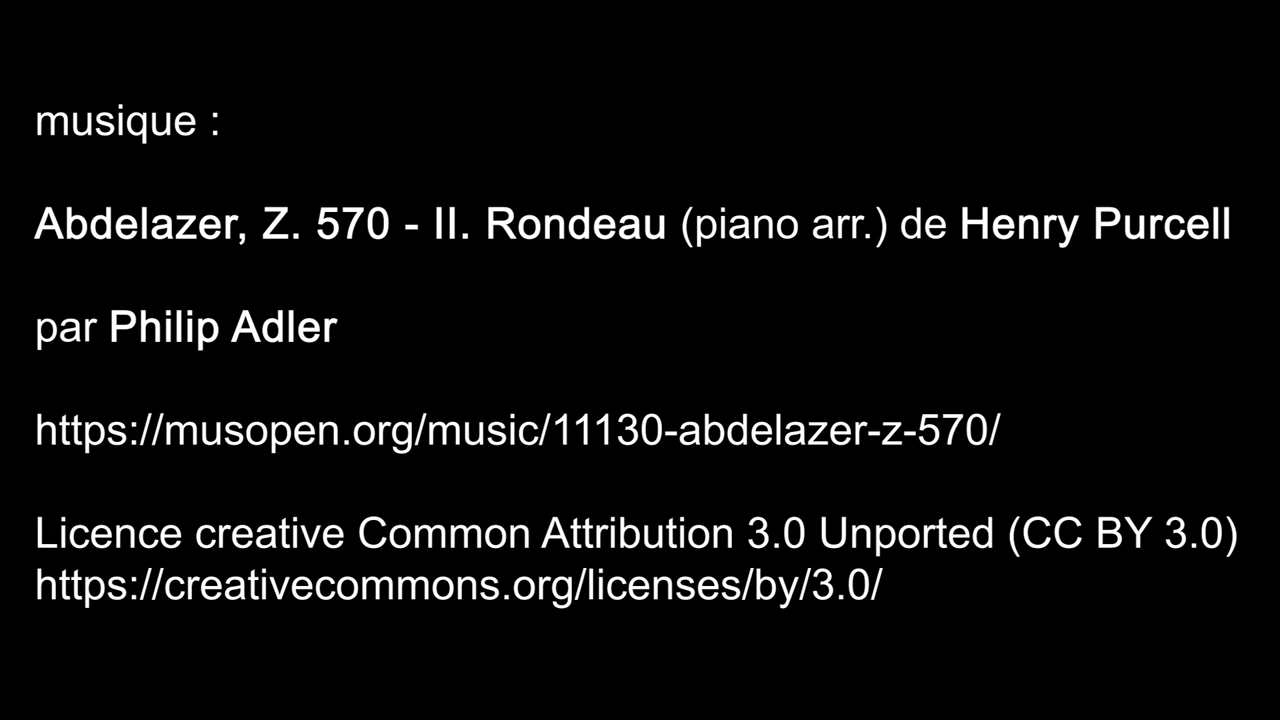 musique :
Abdelazer, Z. 570 - II. Rondeau (piano arr.) de Henry Purcell
par Philip Adler
https://musopen.org/music/11130-abdelazer-z-570/
Licence creative Common Attribution 3.0 Unported (CC BY 3.0)
https://creativecommons.org/licenses/by/3.0/